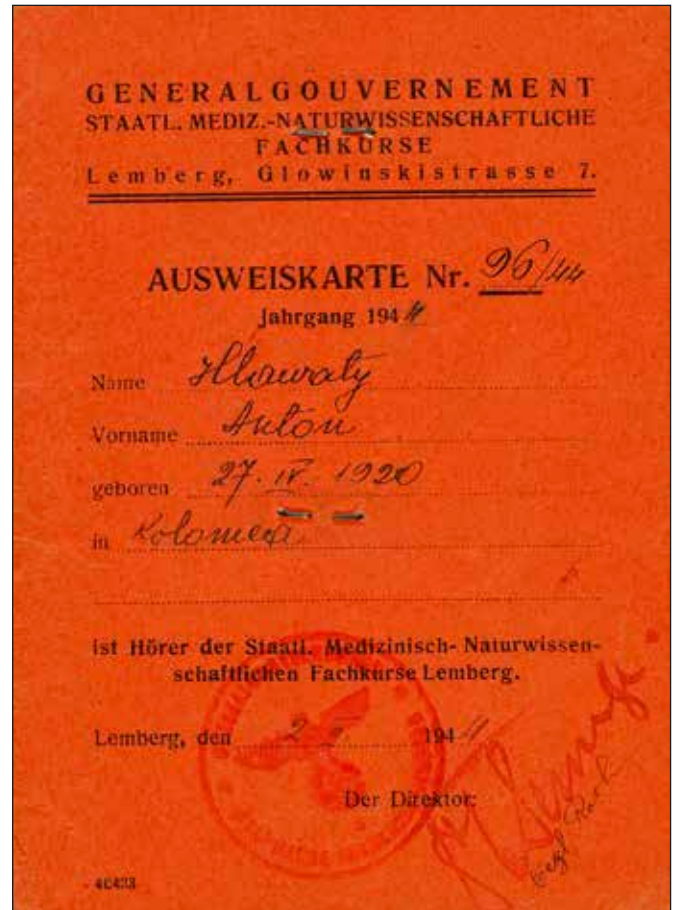 GENERALGOUVERNEMENT
STAATL. MEDIZ.-NATURWISSENSCHAFTLICHE
FACHKURSE
Lemberg, Glowinskistrasse 7.
AUSWEISKARTE Nr. 96/44
Jahrgang 1944
Name Hlawaty
Vorname Anton
geboren 27. IV. 1920
in Kolomea
ist Hörer der Staatl. Medizinisch-Naturwissen-
schaftlichen Fachkurse Lemberg.
Lemberg, den 2 1944
Der Direktor:
40433